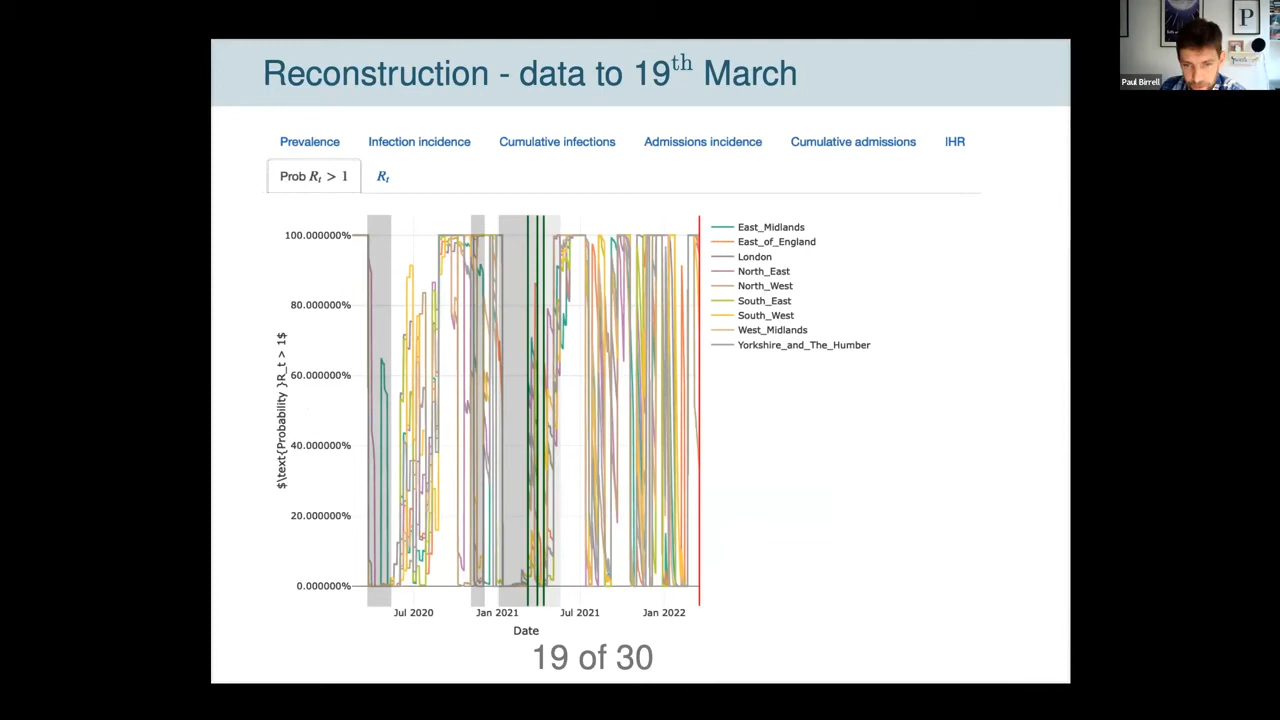 Reconstruction - data to 19th March
Prevalence Infection incidence Cumulative infections Admissions incidence Cumulative admissions IHR
Prob Rt > 1 Rt
100.000000%
80.000000%
60.000000%
40.000000%
20.000000%
0.000000%
$\text{Probability }R_t > 1$
Jul 2020 Jan 2021 Jul 2021 Jan 2022
Date
East_Midlands
East_of_England
London
North_East
North_West
South_East
South_West
West_Midlands
Yorkshire_and_The_Humber
19 of 30
P
Paul Birrell